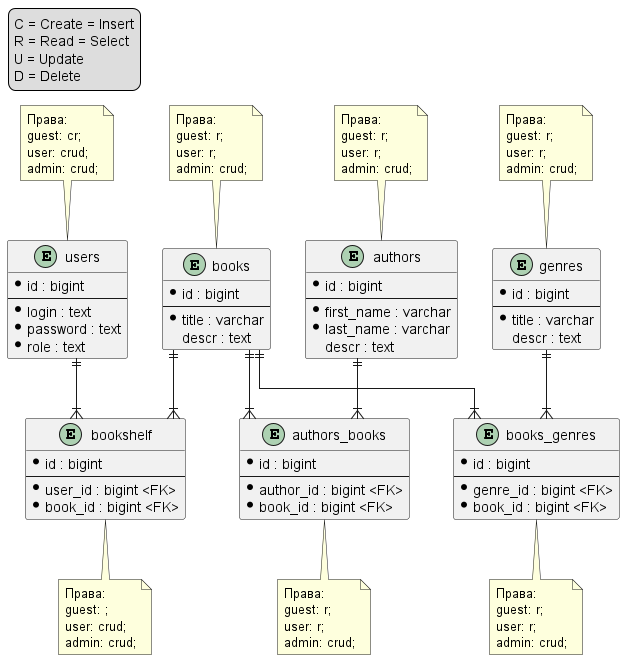 C = Create = Insert
R = Read = Select
U = Update
D = Delete
Права:
guest: cr;
user: crud;
admin: crud;
Права:
guest: r;
user: r;
admin: crud;
Права:
guest: r;
user: r;
admin: crud;
Права:
guest: r;
user: r;
admin: crud;
E users
id : bigint
login : text
password : text
role : text
E books
id : bigint
title : varchar
descr : text
E authors
id : bigint
first_name : varchar
last_name : varchar
descr : text
E genres
id : bigint
title : varchar
descr : text
E bookshelf
id : bigint
user_id : bigint <FK>
book_id : bigint <FK>
E authors_books
id : bigint
author_id : bigint <FK>
book_id : bigint <FK>
E books_genres
id : bigint
genre_id : bigint <FK>
book_id : bigint <FK>
Права:
guest: ;
user: crud;
admin: crud;
Права:
guest: r;
user: r;
admin: crud;
Права:
guest: r;
user: r;
admin: crud;